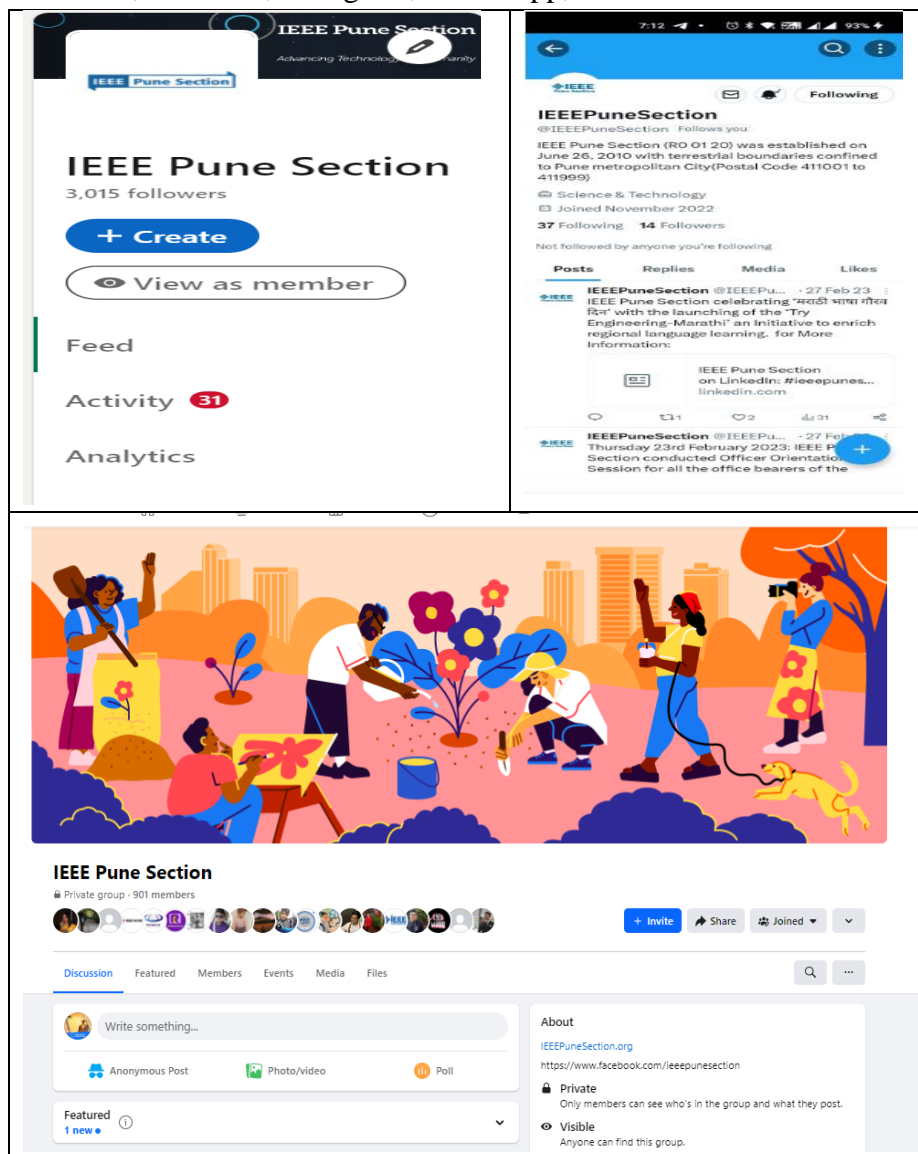 IEEE Pune Section
Advancing Technology
IEEE Pune Section
IEEE Pune Section
3,015 followers
+ Create
View as member
Feed
Activity 31
Analytics
7:12
93%
IEEE
Following
IEEEPuneSection
@IEEEPuneSection Follows you
IEEE Pune Section (R0 01 20) was established on
June 26, 2010 with terrestrial boundaries confined
to Pune metropolitan City(Postal Code 411001 to
411999)
Science & Technology
Joined November 2022
37 Following 14 Followers
Not followed by anyone you're following
Posts Replies Media Likes
IEEEPuneSection @IEEEPu... · 27 Feb 23
IEEE Pune Section celebrating 'मराठी भाषा गौरव
दिन' with the launching of the 'Try
Engineering-Marathi' an Initiative to enrich
regional language learning. for More
Information:
IEEE Pune Section
on LinkedIn: #ieeepunes...
linkedin.com
1 2 31
IEEE
IEEEPuneSection @IEEEPu... · 27 Feb
Thursday 23rd February 2023: IEEE P
Section conducted Officer Orientatio
Session for all the office bearers of the
IEEE Pune Section
Private group · 901 members
+ Invite Share Joined
Discussion Featured Members Events Media Files
Write something...
Anonymous Post Photo/video Poll
Featured
1 new
About
IEEEPuneSection.org
https://www.facebook.com/ieeepunesection
Private
Only members can see who's in the group and what they post.
Visible
Anyone can find this group.